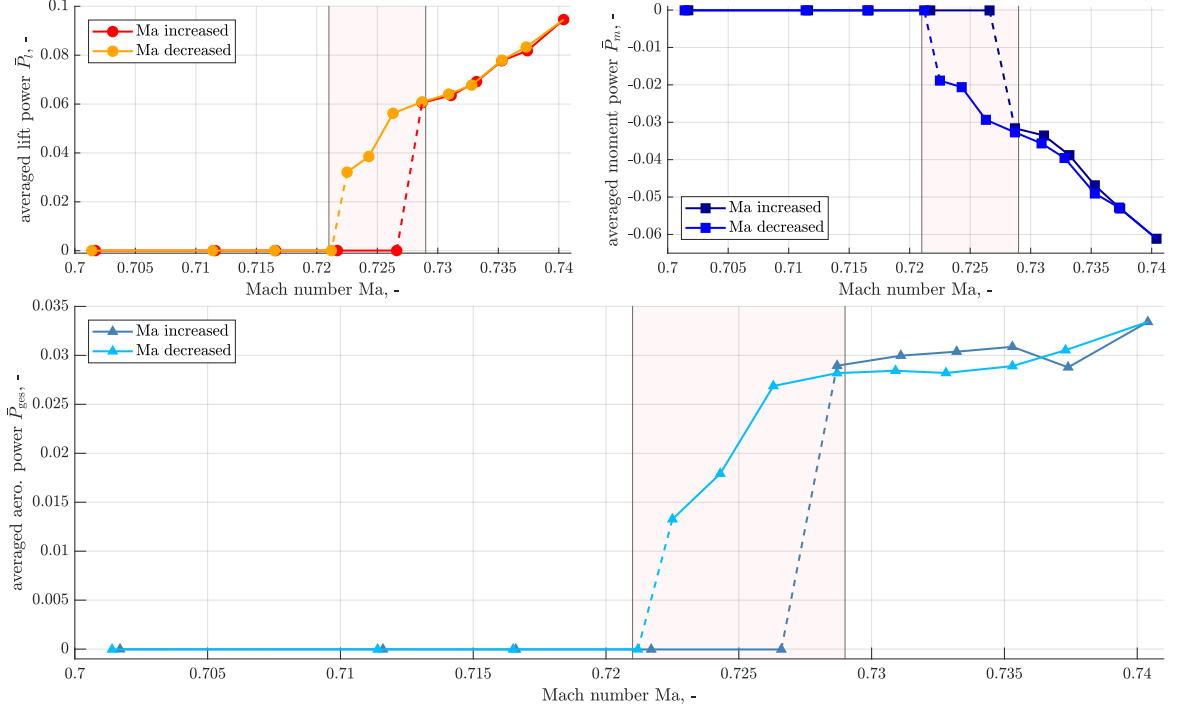 0.1
0.08
0.06
0.04
0.02
0
averaged lift power P̄_l, -
Ma increased
Ma decreased
0.7 0.705 0.71 0.715 0.72 0.725 0.73 0.735 0.74
Mach number Ma, -
0
-0.01
-0.02
-0.03
-0.04
-0.05
-0.06
averaged moment power P̄_m, -
Ma increased
Ma decreased
0.7 0.705 0.71 0.715 0.72 0.725 0.73 0.735 0.74
Mach number Ma, -
0.035
0.03
0.025
0.02
0.015
0.01
0.005
0
averaged aero. power P̄_ges, -
Ma increased
Ma decreased
0.7 0.705 0.71 0.715 0.72 0.725 0.73 0.735 0.74
Mach number Ma, -